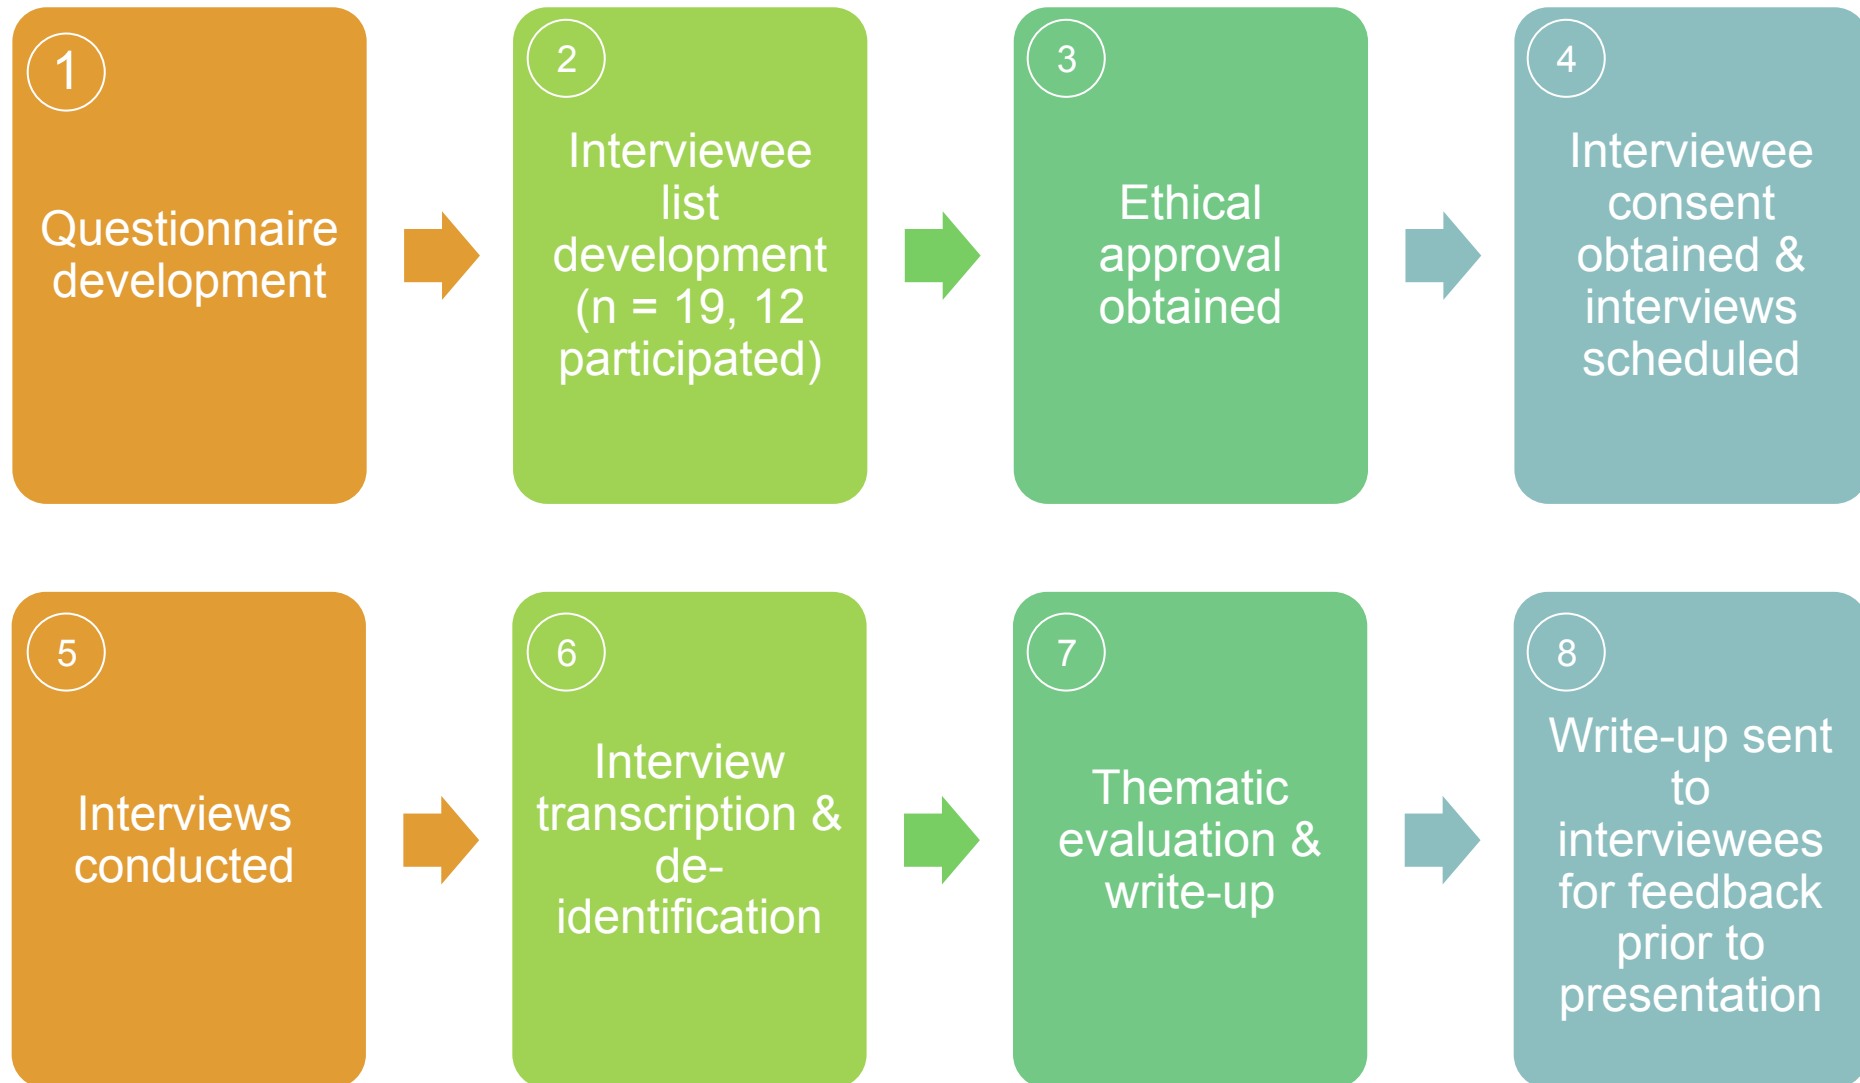 1
Questionnaire
development
2
Interviewee
list
development
(n = 19, 12
participated)
3
Ethical
approval
obtained
4
Interviewee
consent
obtained &
interviews
scheduled
5
Interviews
conducted
6
Interview
transcription &
de-
identification
7
Thematic
evaluation &
write-up
8
Write-up sent
to
interviewees
for feedback
prior to
presentation